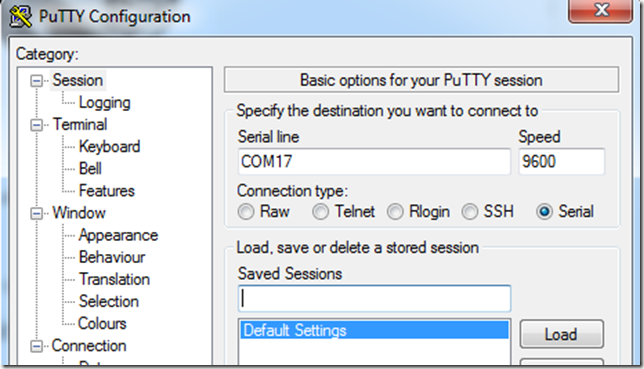 PuTTY Configuration
Category:
Session
Logging
Terminal
Keyboard
Bell
Features
Window
Appearance
Behaviour
Translation
Selection
Colours
Connection
Basic options for your PuTTY session
Specify the destination you want to connect to
Serial line Speed
COM17 9600
Connection type:
Raw Telnet Rlogin SSH Serial
Load, save or delete a stored session
Saved Sessions
Default Settings
Load